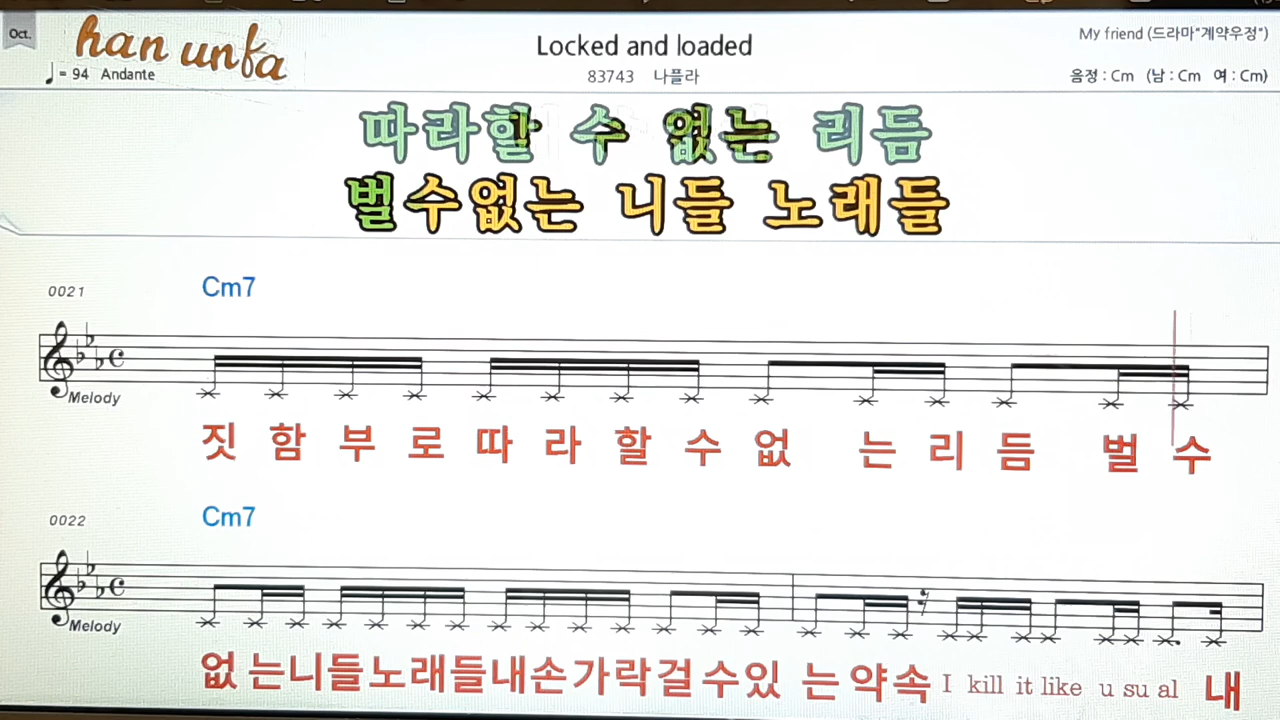 Oct.
han unfa
Locked and loaded
My friend (드라마"계약우정")
♩= 94 Andante
83743 나플라
음정 : Cm (남 : Cm 여 : Cm)
따라할 수 없는 리듬
벌수없는 니들 노래들
0021
Cm7
Melody
짓 함 부 로 따 라 할 수 없 는 리 듬 벌 수
0022
Cm7
Melody
없 는니들노래들내손가락걸수있 는약속 I kill it like u su al 내